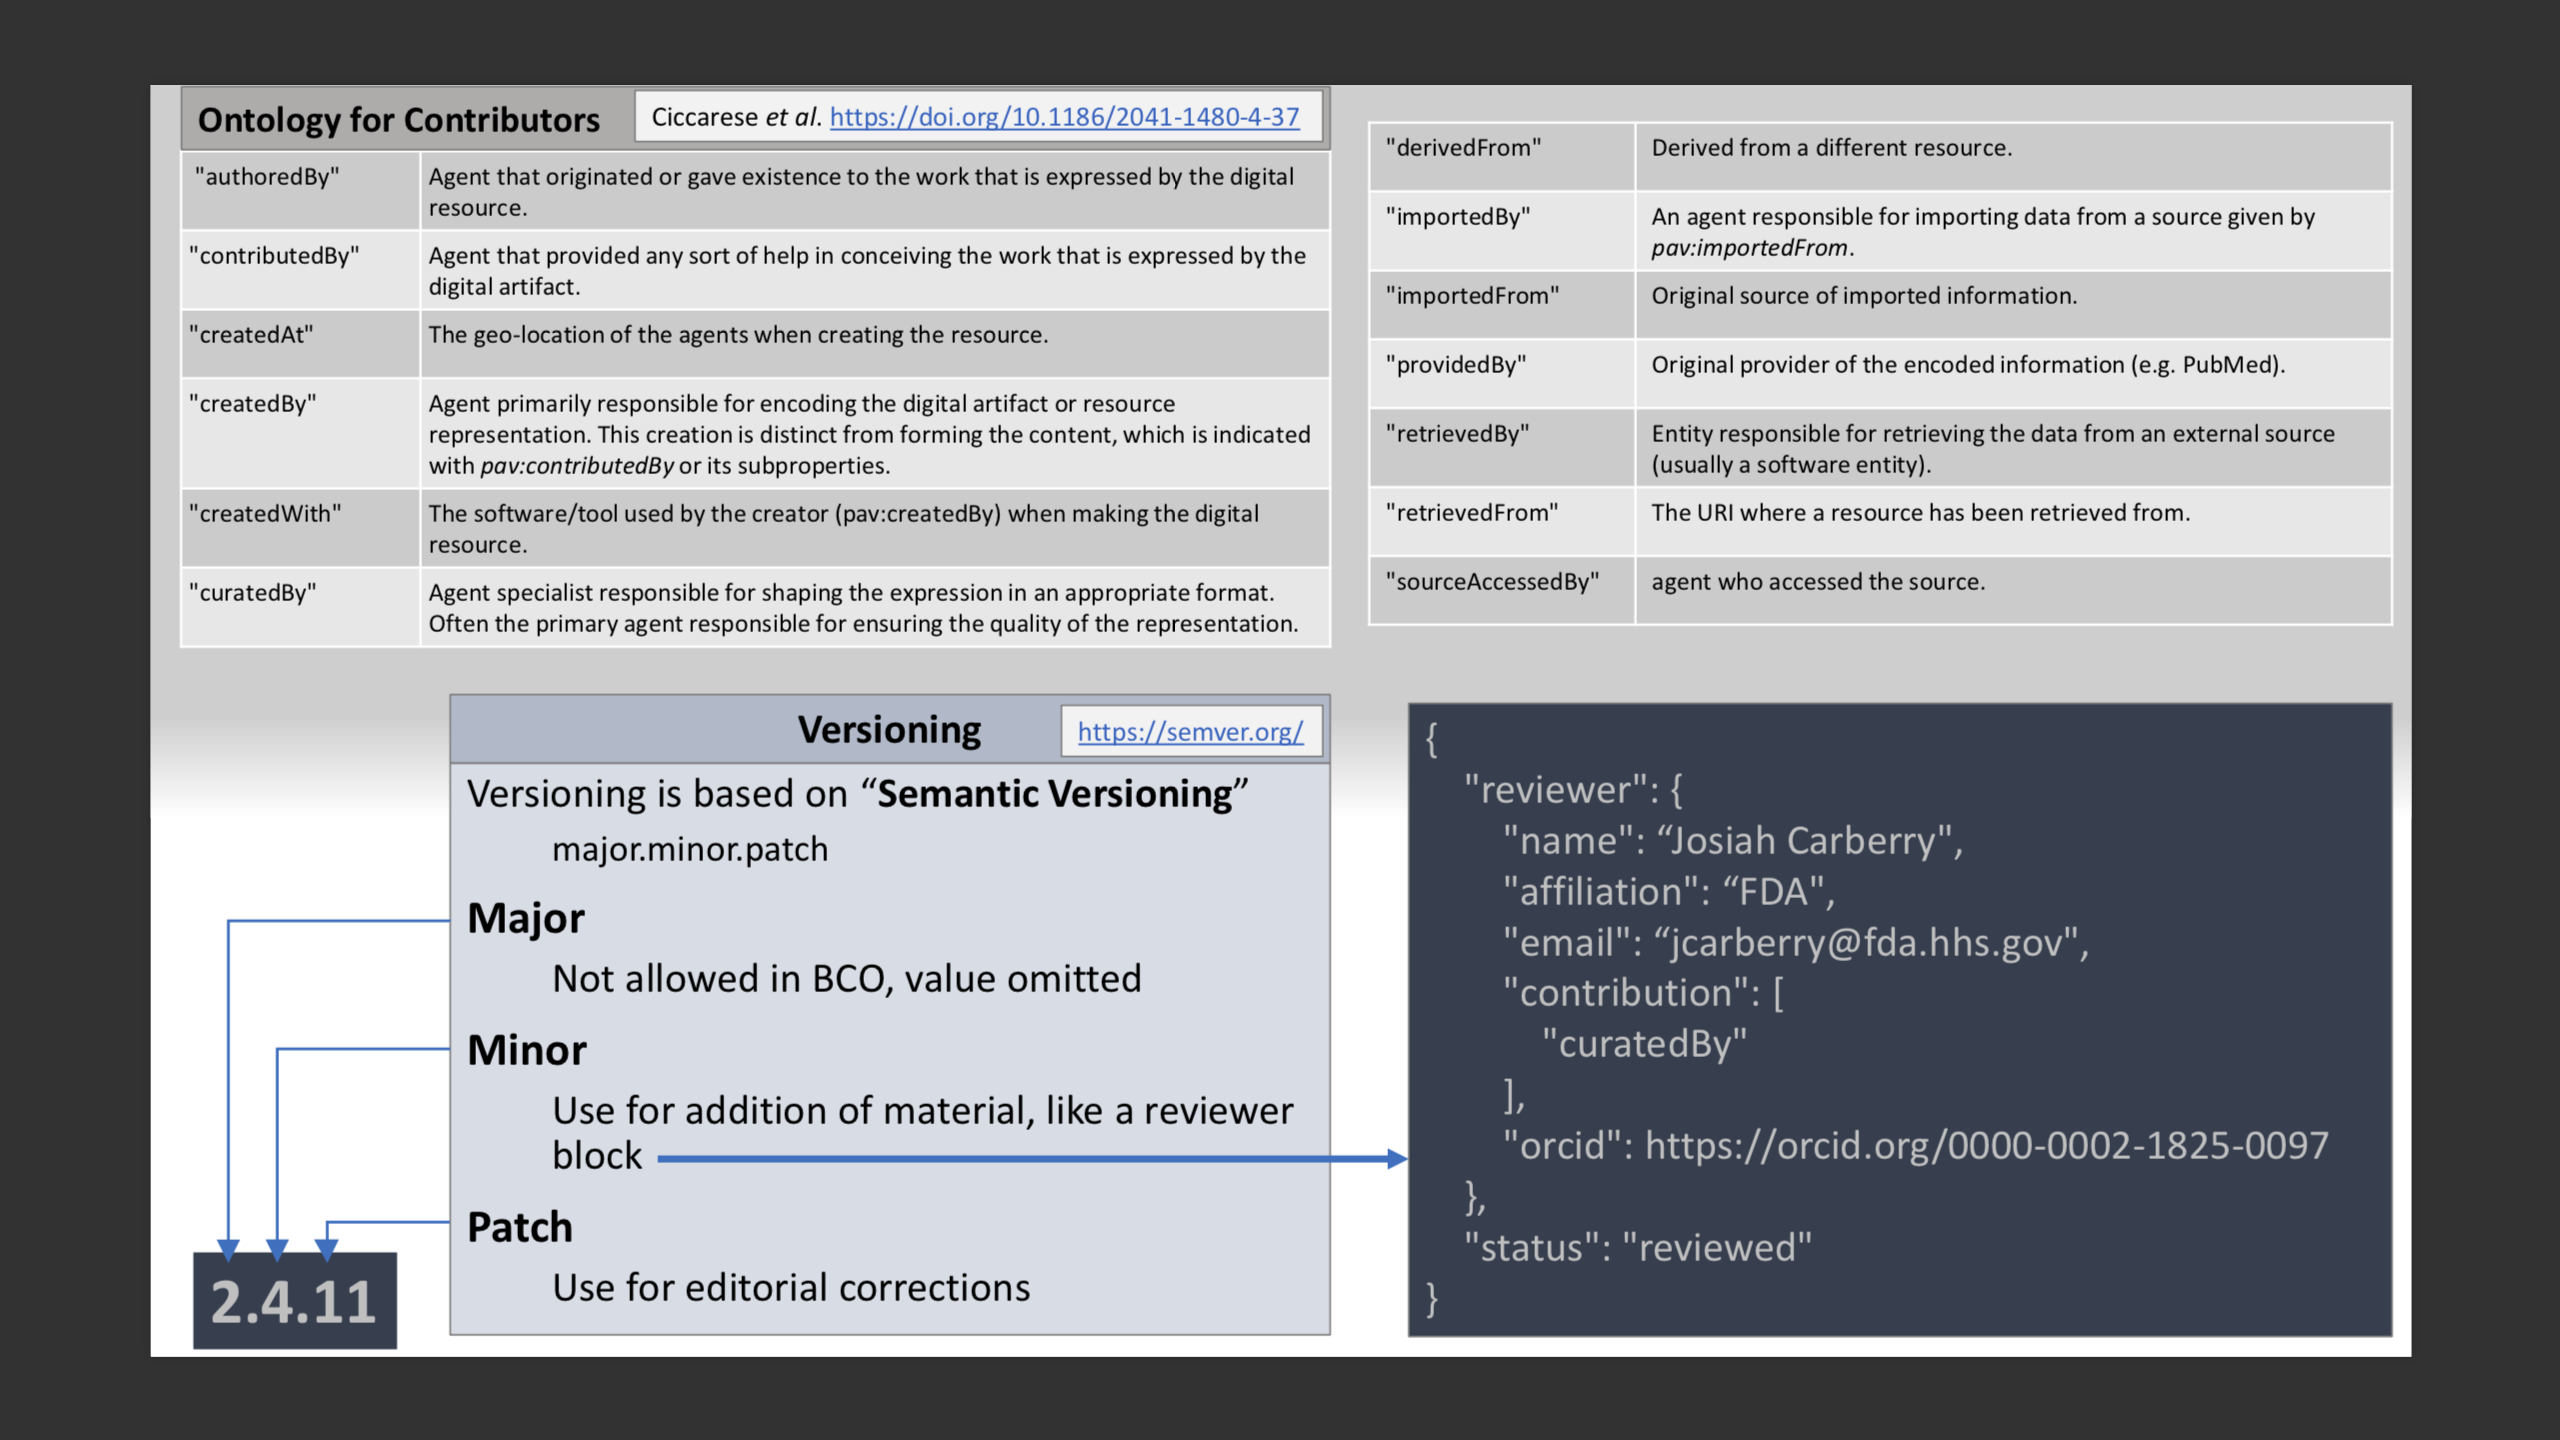 Ontology for Contributors
Ciccarese et al. https://doi.org/10.1186/2041-1480-4-37
"authoredBy" Agent that originated or gave existence to the work that is expressed by the digital
resource.
"contributedBy" Agent that provided any sort of help in conceiving the work that is expressed by the
digital artifact.
"createdAt" The geo-location of the agents when creating the resource.
"createdBy" Agent primarily responsible for encoding the digital artifact or resource
representation. This creation is distinct from forming the content, which is indicated
with pav:contributedBy or its subproperties.
"createdWith" The software/tool used by the creator (pav:createdBy) when making the digital
resource.
"curatedBy" Agent specialist responsible for shaping the expression in an appropriate format.
Often the primary agent responsible for ensuring the quality of the representation.
"derivedFrom" Derived from a different resource.
"importedBy" An agent responsible for importing data from a source given by
pav:importedFrom.
"importedFrom" Original source of imported information.
"providedBy" Original provider of the encoded information (e.g. PubMed).
"retrievedBy" Entity responsible for retrieving the data from an external source
(usually a software entity).
"retrievedFrom" The URI where a resource has been retrieved from.
"sourceAccessedBy" agent who accessed the source.
Versioning
https://semver.org/
Versioning is based on “Semantic Versioning”
major.minor.patch
Major
Not allowed in BCO, value omitted
Minor
Use for addition of material, like a reviewer
block
Patch
Use for editorial corrections
2.4.11
{
"reviewer": {
"name": “Josiah Carberry",
"affiliation": “FDA",
"email": “jcarberry@fda.hhs.gov",
"contribution": [
"curatedBy"
],
"orcid": https://orcid.org/0000-0002-1825-0097
},
"status": "reviewed"
}